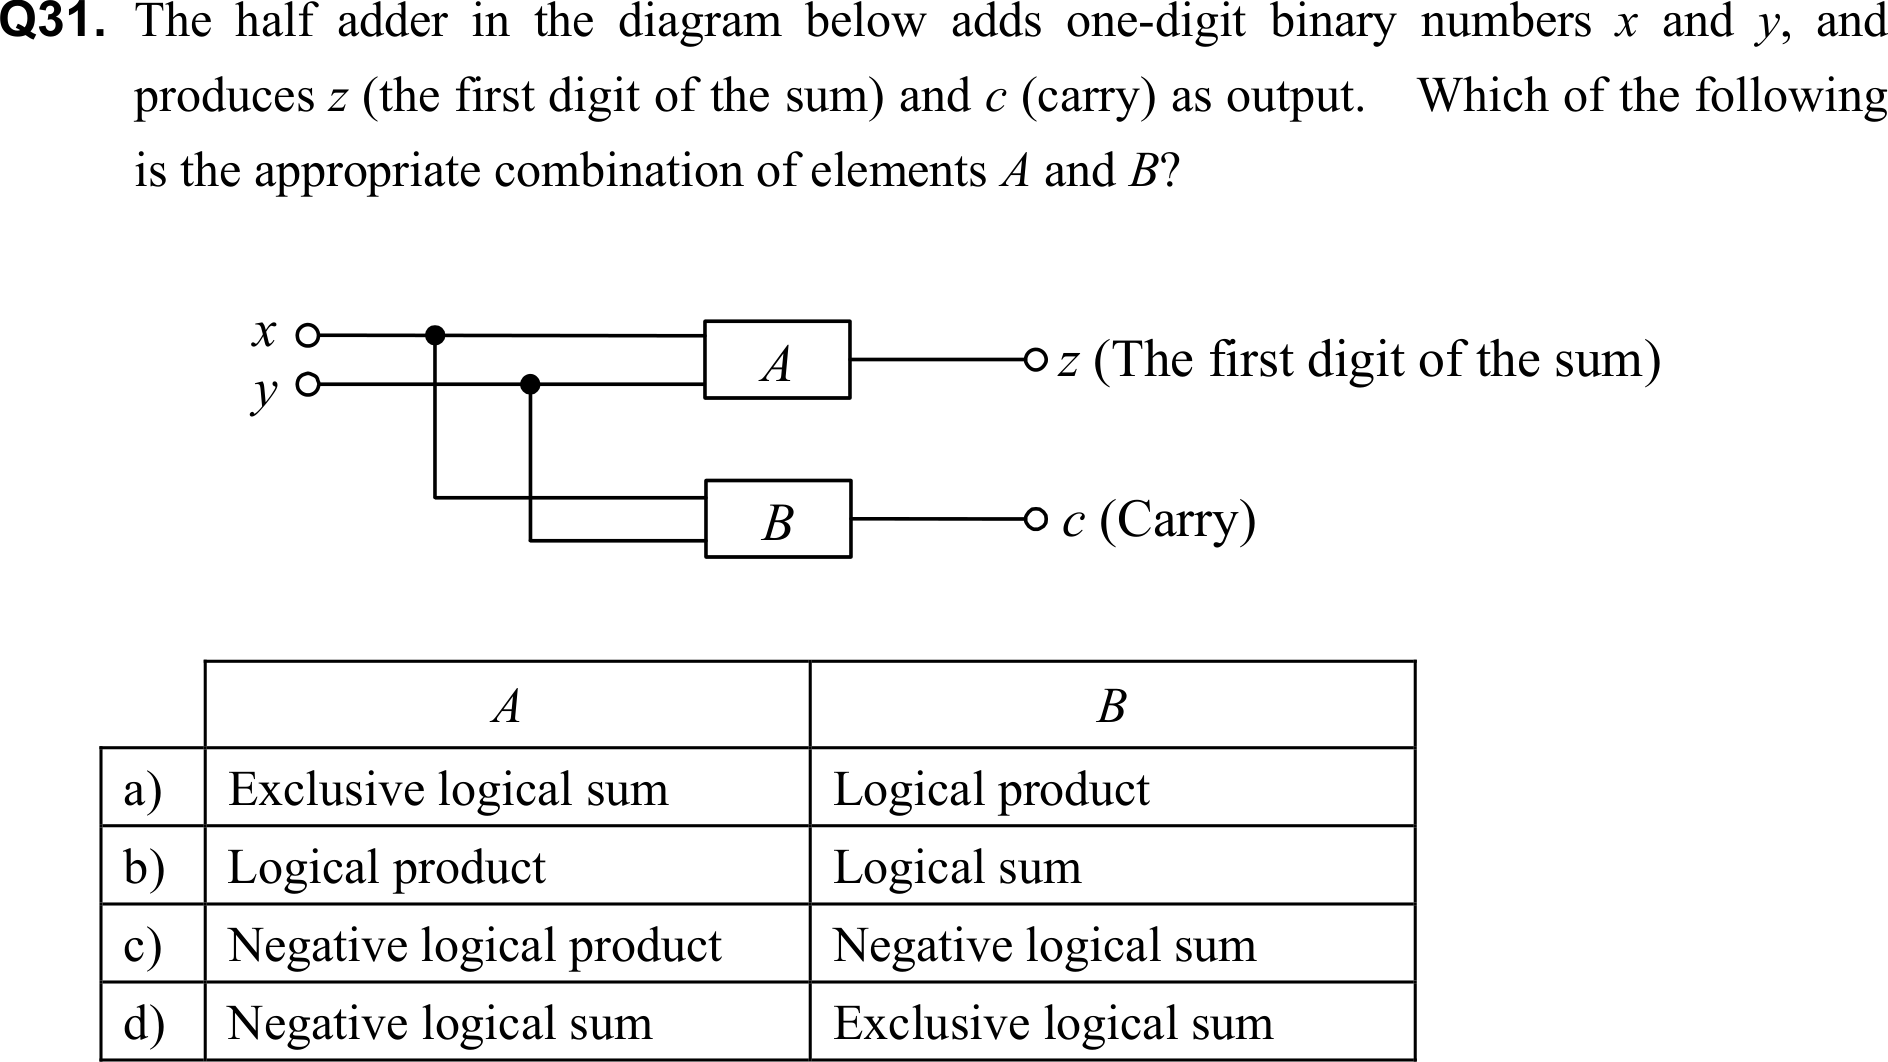 Q31. The half adder in the diagram below adds one-digit binary numbers x and y, and
produces z (the first digit of the sum) and c (carry) as output. Which of the following
is the appropriate combination of elements A and B?
x
y
A
z (The first digit of the sum)
B
c (Carry)
A B
a) Exclusive logical sum Logical product
b) Logical product Logical sum
c) Negative logical product Negative logical sum
d) Negative logical sum Exclusive logical sum